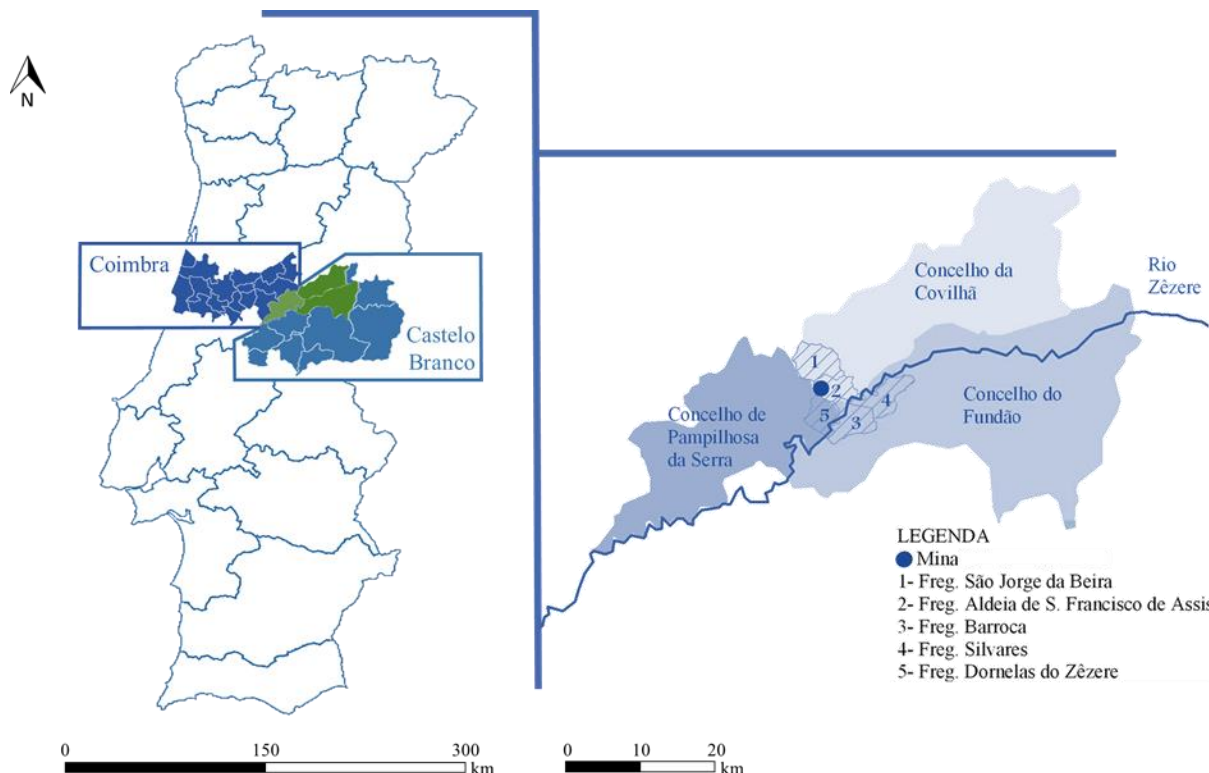 N
Coimbra
Castelo
Branco
Concelho da
Covilhã
Rio
Zêzere
Concelho do
Fundão
Concelho de
Pampilhosa
da Serra
1
2
5
3
4
LEGENDA
Mina
1- Freg. São Jorge da Beira
2- Freg. Aldeia de S. Francisco de Assis
3- Freg. Barroca
4- Freg. Silvares
5- Freg. Dornelas do Zêzere
0 150 300
km
0 10 20
km